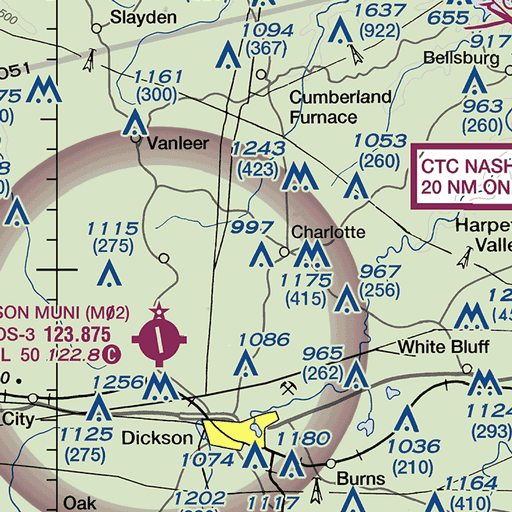 500
Slayden
1094
(367)
1637
(922)
655
917
Bellsburg
051
75
1161
(300)
963
(260)
Cumberland
Furnace
Vanleer
1243
(423)
1053
(260)
CTC NASH
20 NM ON
1115
(275)
997
Charlotte
Harpe
Valle
1175
(415)
967
(256)
SON MUNI (MØ2)
OS-3 123.875
L 50 122.8 C
1086
965
(262)
White Bluff
1256
City
1125
(275)
Dickson
1074
1180
1036
(210)
1124
(293)
Burns
Oak
1202
1117
1164
(410)